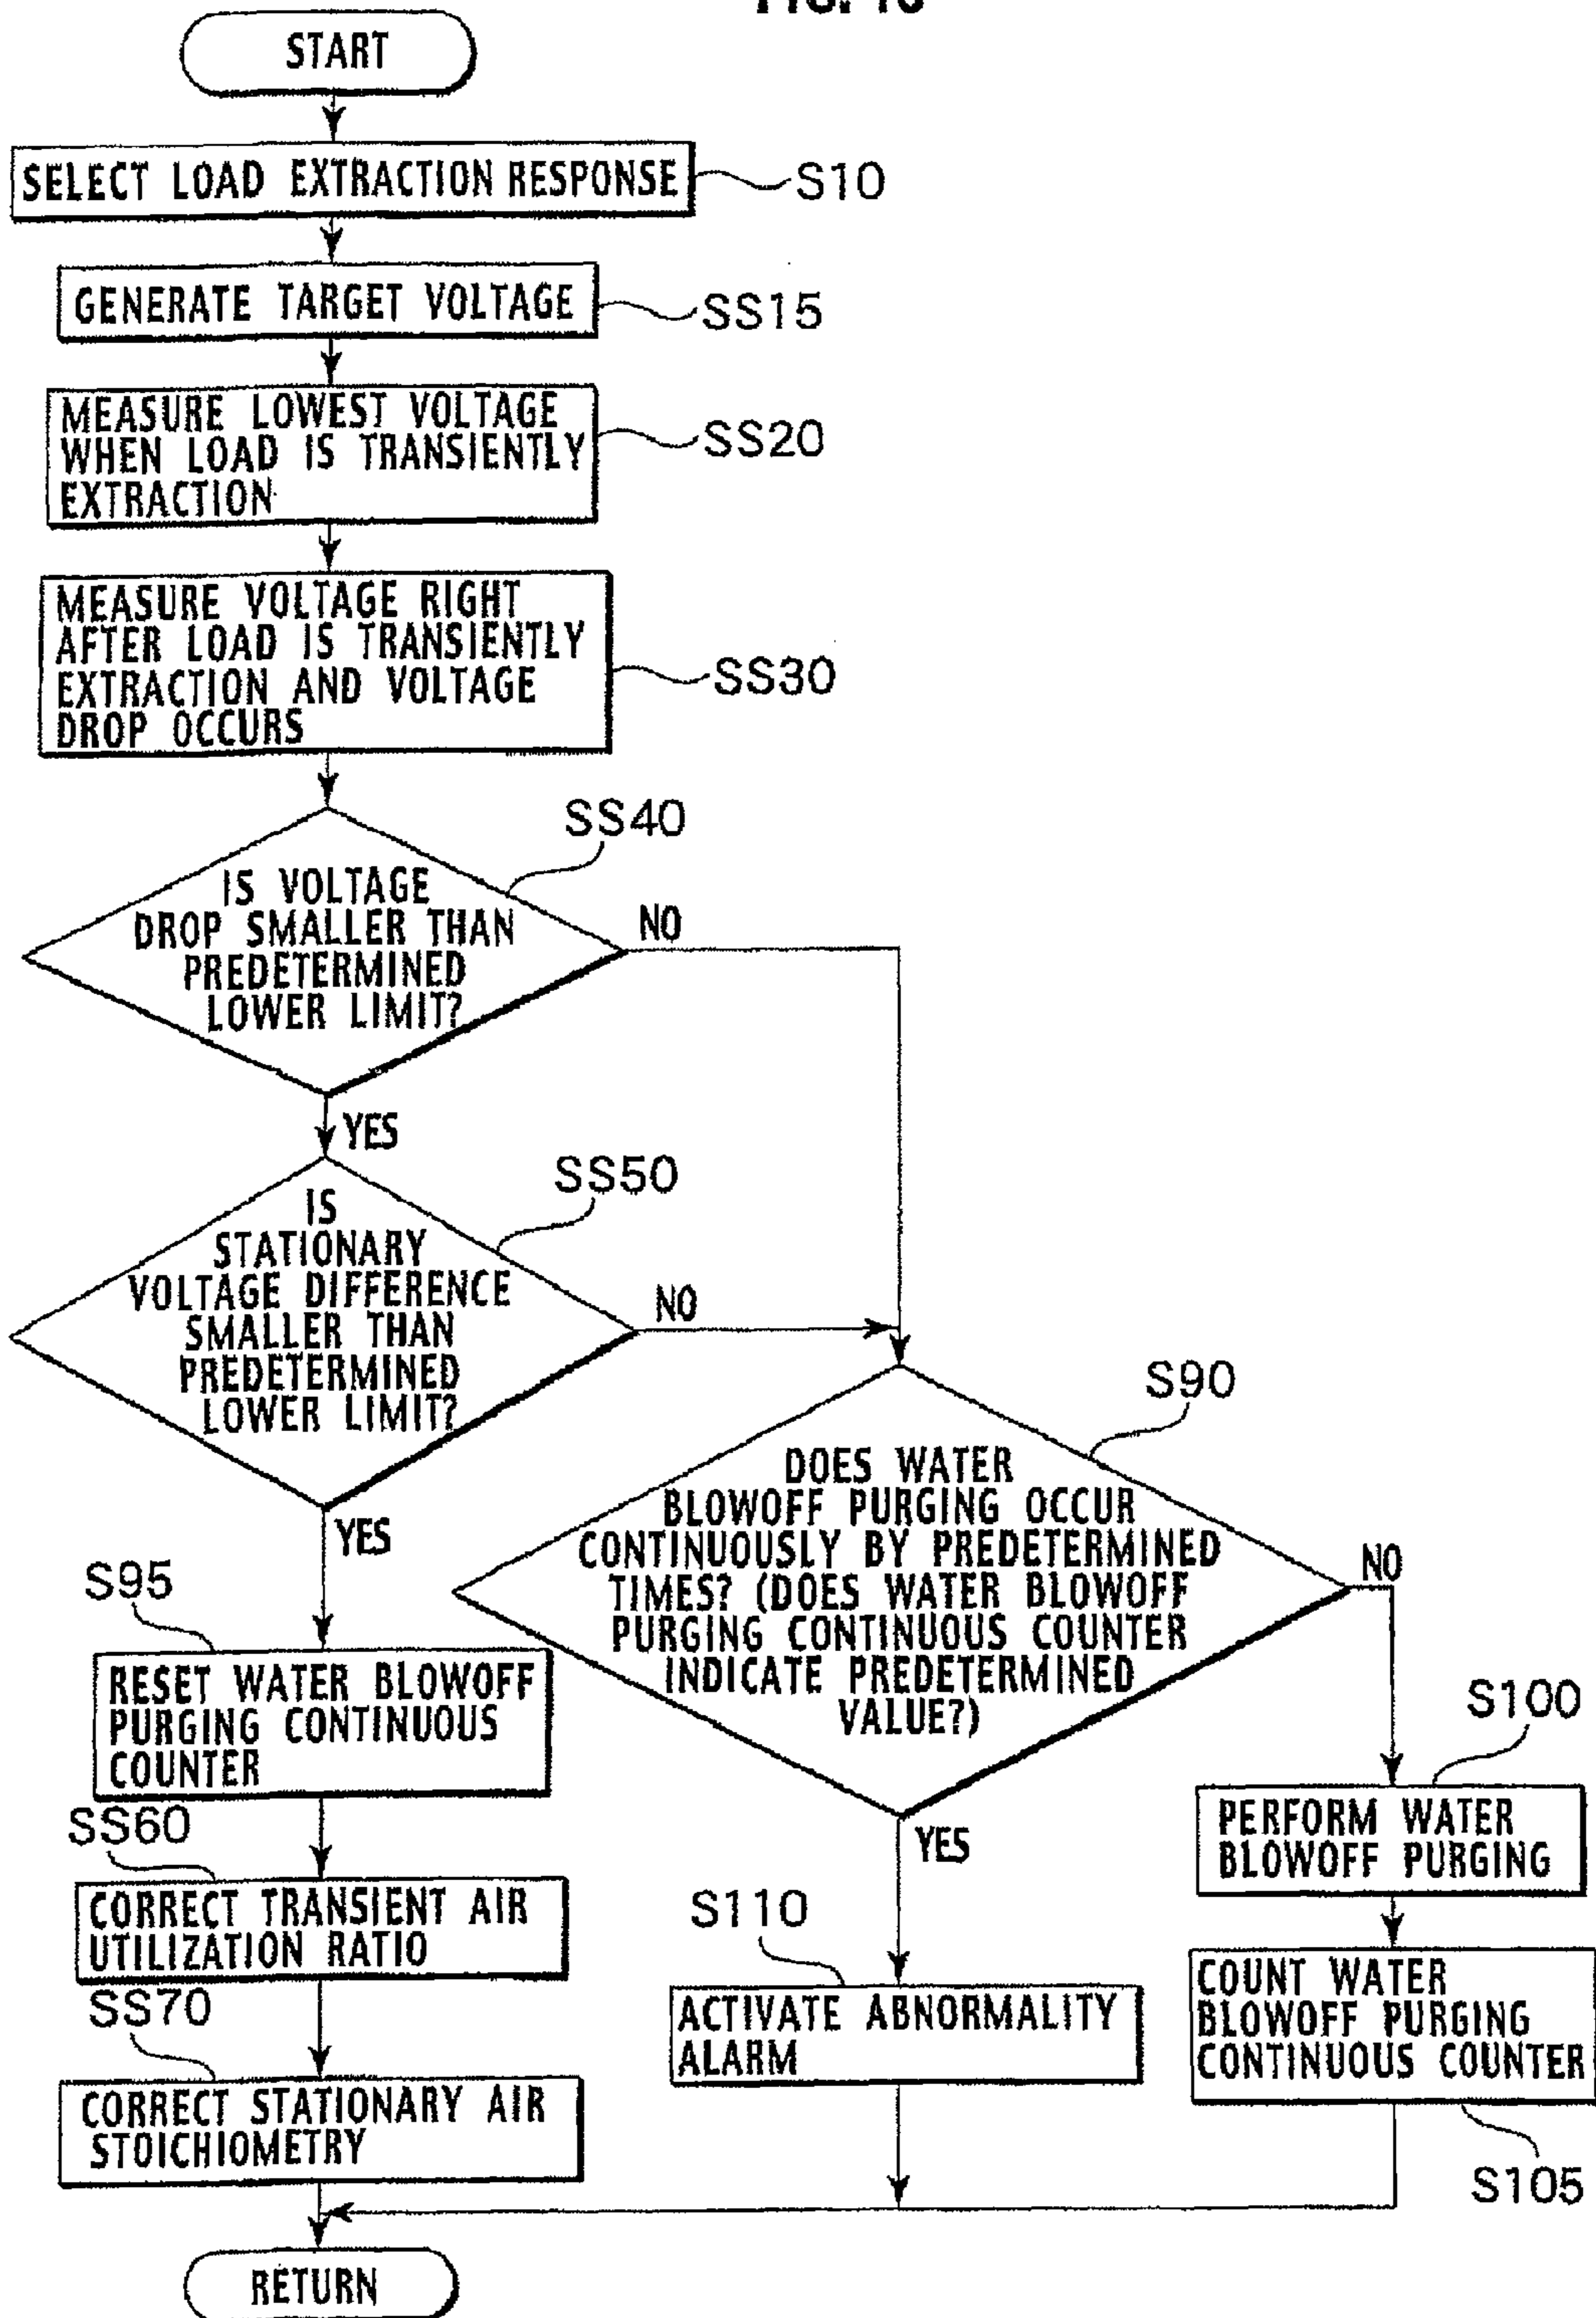 START
SELECT LOAD EXTRACTION RESPONSE
S10
GENERATE TARGET VOLTAGE
SS15
MEASURE LOWEST VOLTAGE
WHEN LOAD IS TRANSIENTLY
EXTRACTION
SS20
MEASURE VOLTAGE RIGHT
AFTER LOAD IS TRANSIENTLY
EXTRACTION AND VOLTAGE
DROP OCCURS
SS30
SS40
IS VOLTAGE
DROP SMALLER THAN
PREDETERMINED
LOWER LIMIT?
NO
YES
SS50
IS
STATIONARY
VOLTAGE DIFFERENCE
SMALLER THAN
PREDETERMINED
LOWER LIMIT?
NO
YES
S90
DOES WATER
BLOWOFF PURGING OCCUR
CONTINUOUSLY BY PREDETERMINED
TIMES? (DOES WATER BLOWOFF
PURGING CONTINUOUS COUNTER
INDICATE PREDETERMINED
VALUE?)
NO
YES
S95
RESET WATER BLOWOFF
PURGING CONTINUOUS
COUNTER
S100
PERFORM WATER
BLOWOFF PURGING
SS60
CORRECT TRANSIENT AIR
UTILIZATION RATIO
S110
ACTIVATE ABNORMALITY
ALARM
COUNT WATER
BLOWOFF PURGING
CONTINUOUS COUNTER
S105
SS70
CORRECT STATIONARY AIR
STOICHIOMETRY
RETURN